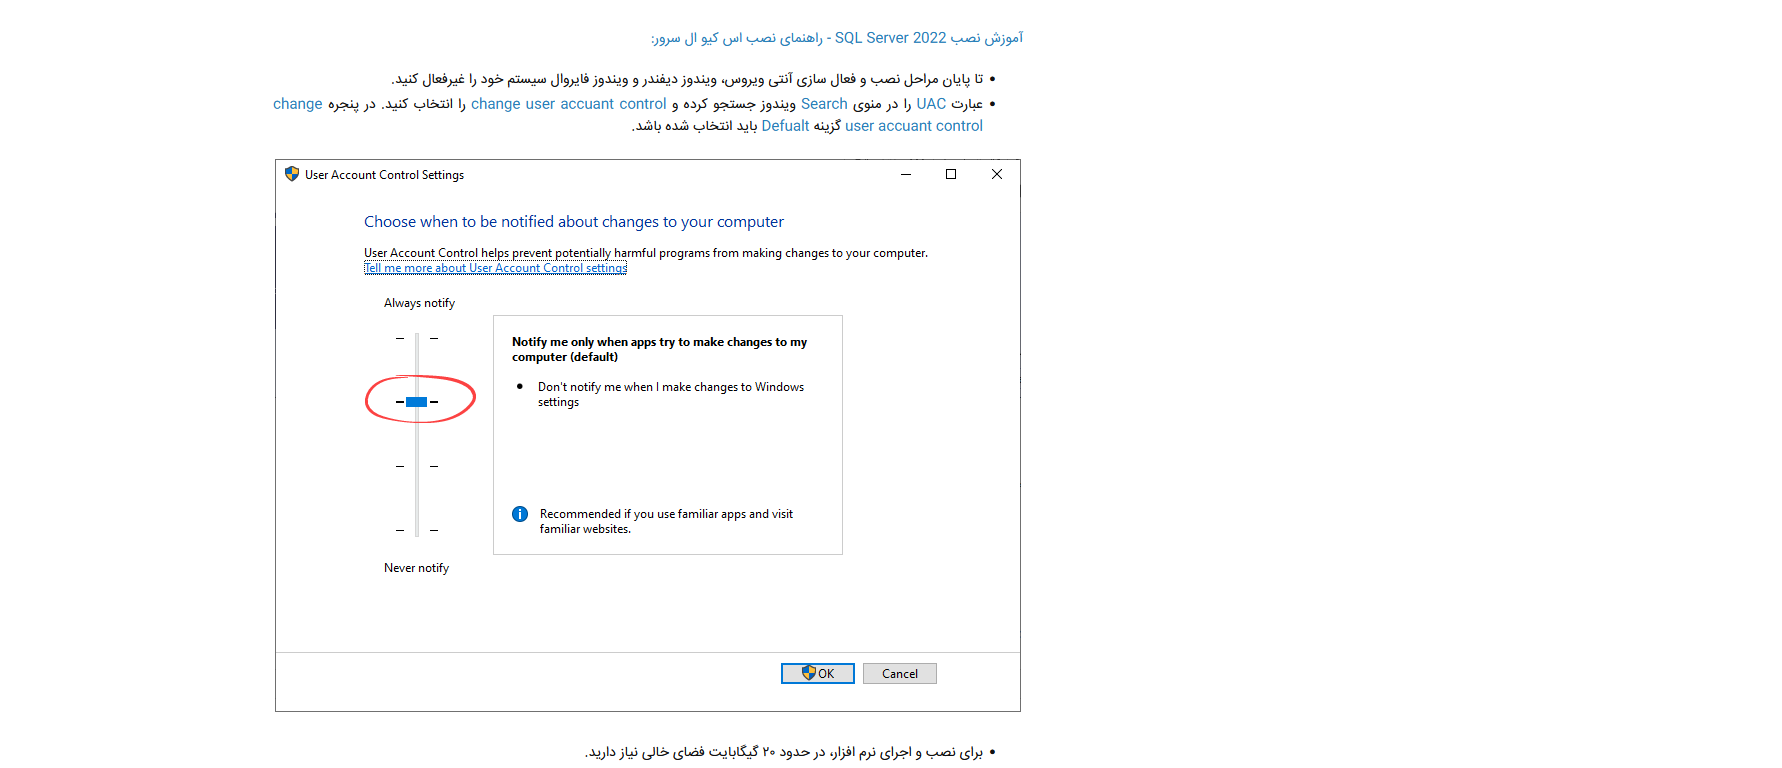 آموزش نصب SQL Server 2022 - راهنمای نصب اس کیو ال سرور:
• تا پایان مراحل نصب و فعال سازی آنتی ویروس، ویندوز دیفندر و ویندوز فایروال سیستم خود را غیرفعال کنید.
• عبارت UAC را در منوی Search ویندوز جستجو کرده و change user accuant control را انتخاب کنید. در پنجره change
user accuant control گزینه Defualt باید انتخاب شده باشد.
User Account Control Settings
Choose when to be notified about changes to your computer
User Account Control helps prevent potentially harmful programs from making changes to your computer.
Tell me more about User Account Control settings
Always notify
Notify me only when apps try to make changes to my
computer (default)
• Don't notify me when I make changes to Windows
settings
Recommended if you use familiar apps and visit
familiar websites.
Never notify
OK Cancel
• برای نصب و اجرای نرم افزار، در حدود ۲۰ گیگابایت فضای خالی نیاز دارید.